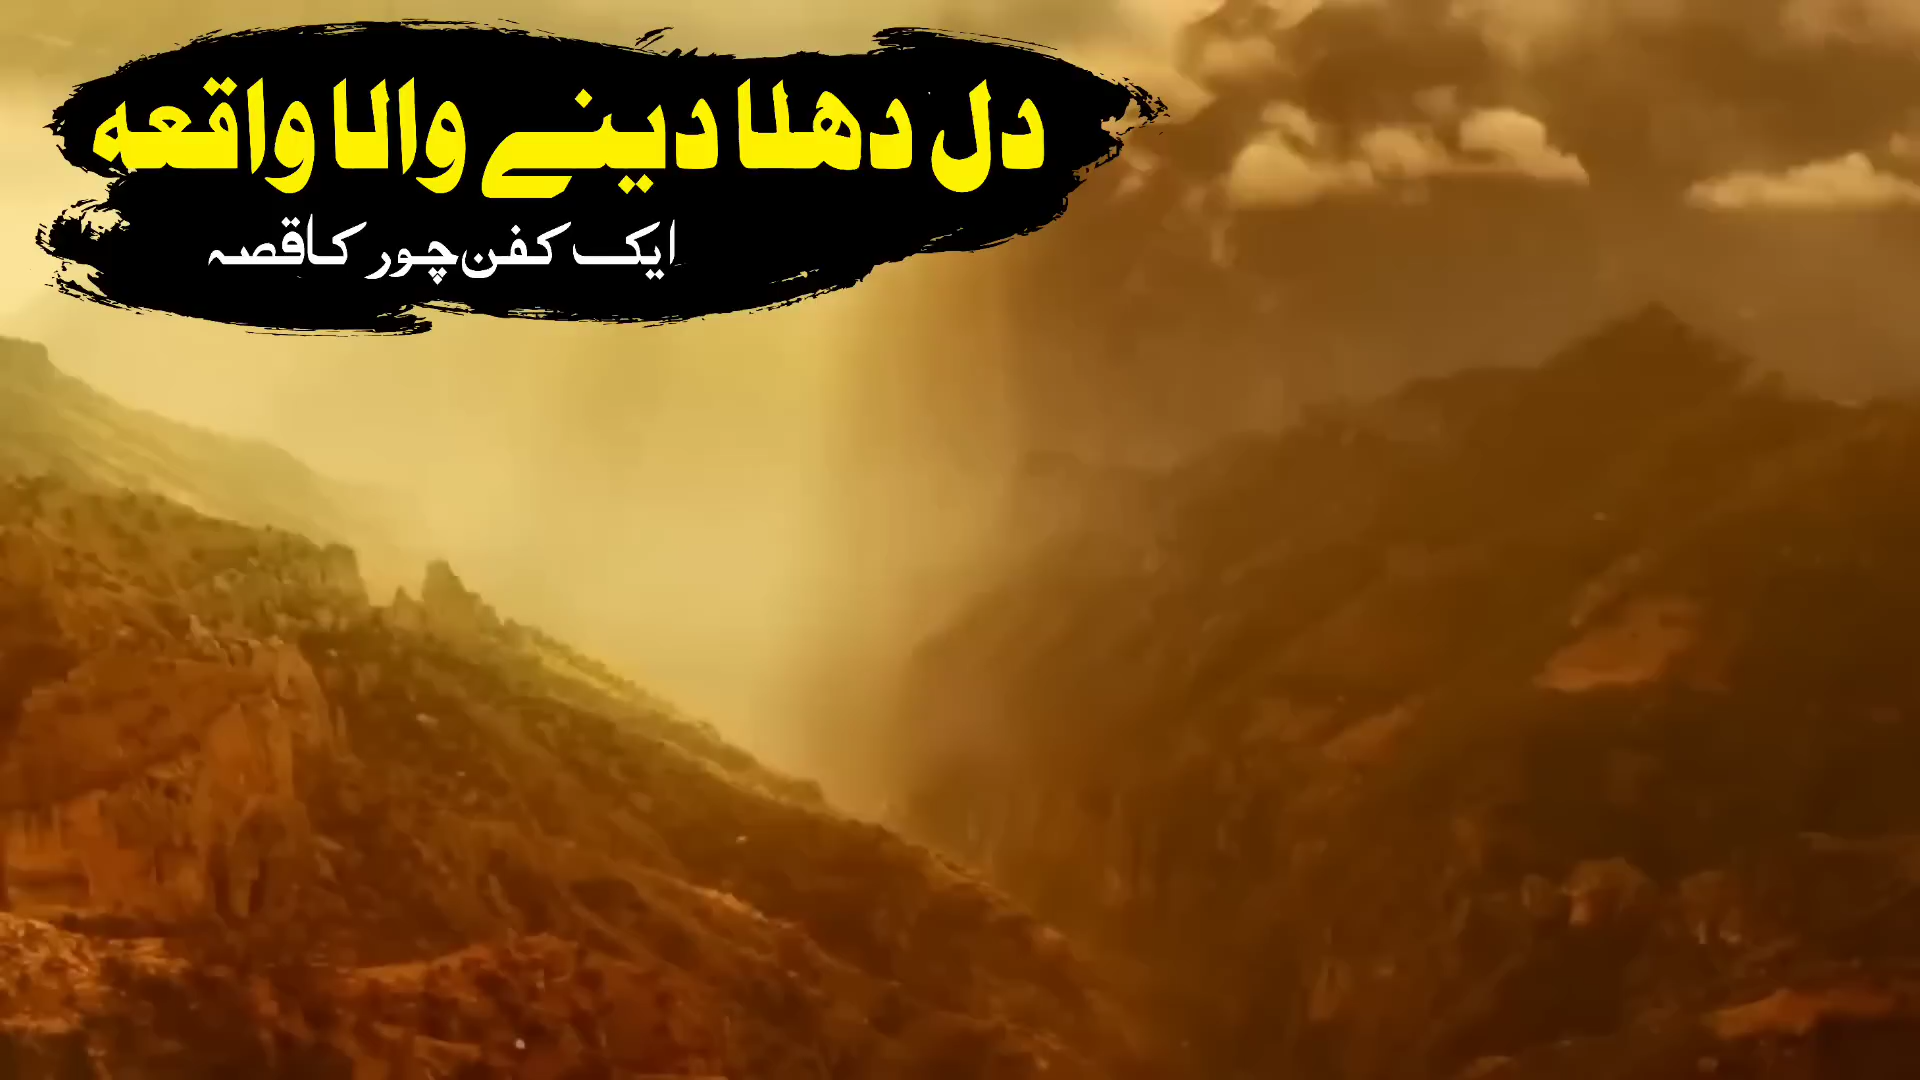 دل دھلا دینے والا واقعہ
ایک کفن چور کا قصہ